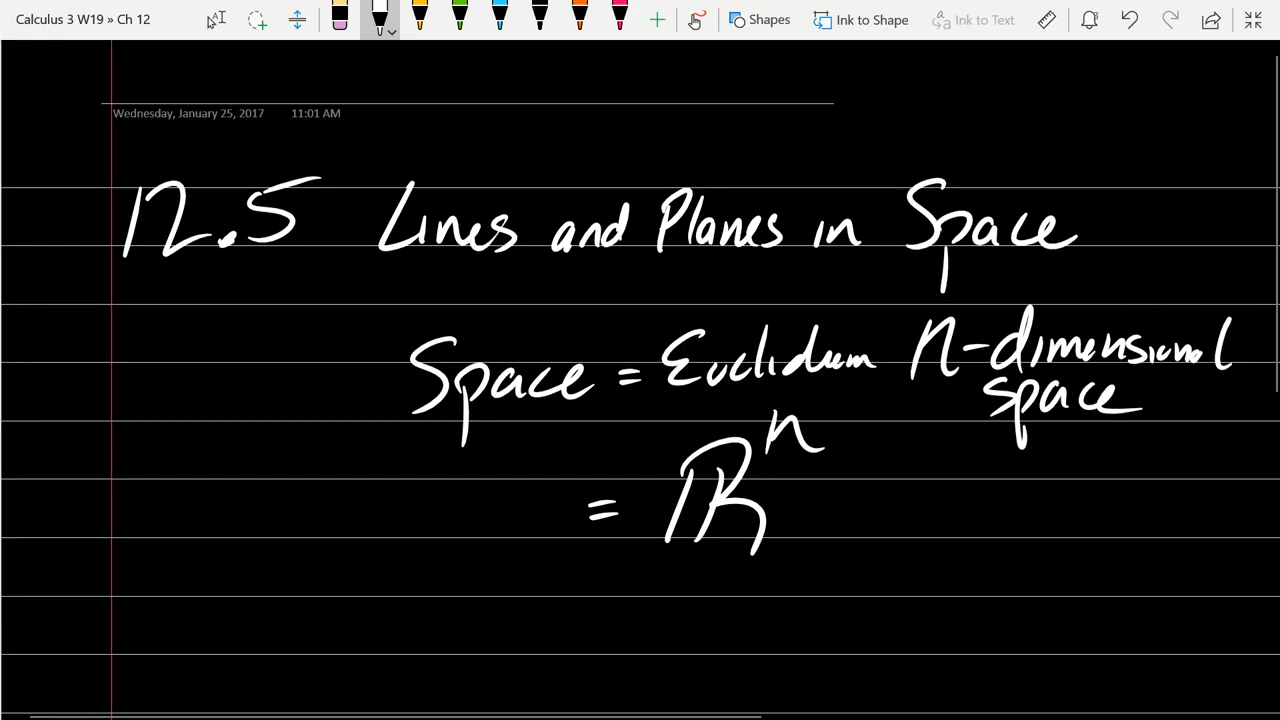 Calculus 3 W19 » Ch 12
Shapes
Ink to Shape
Ink to Text
Wednesday, January 25, 2017 11:01 AM
12.5 Lines and Planes in Space
Space = Euclidean n-dimensional
space
= ℝⁿ